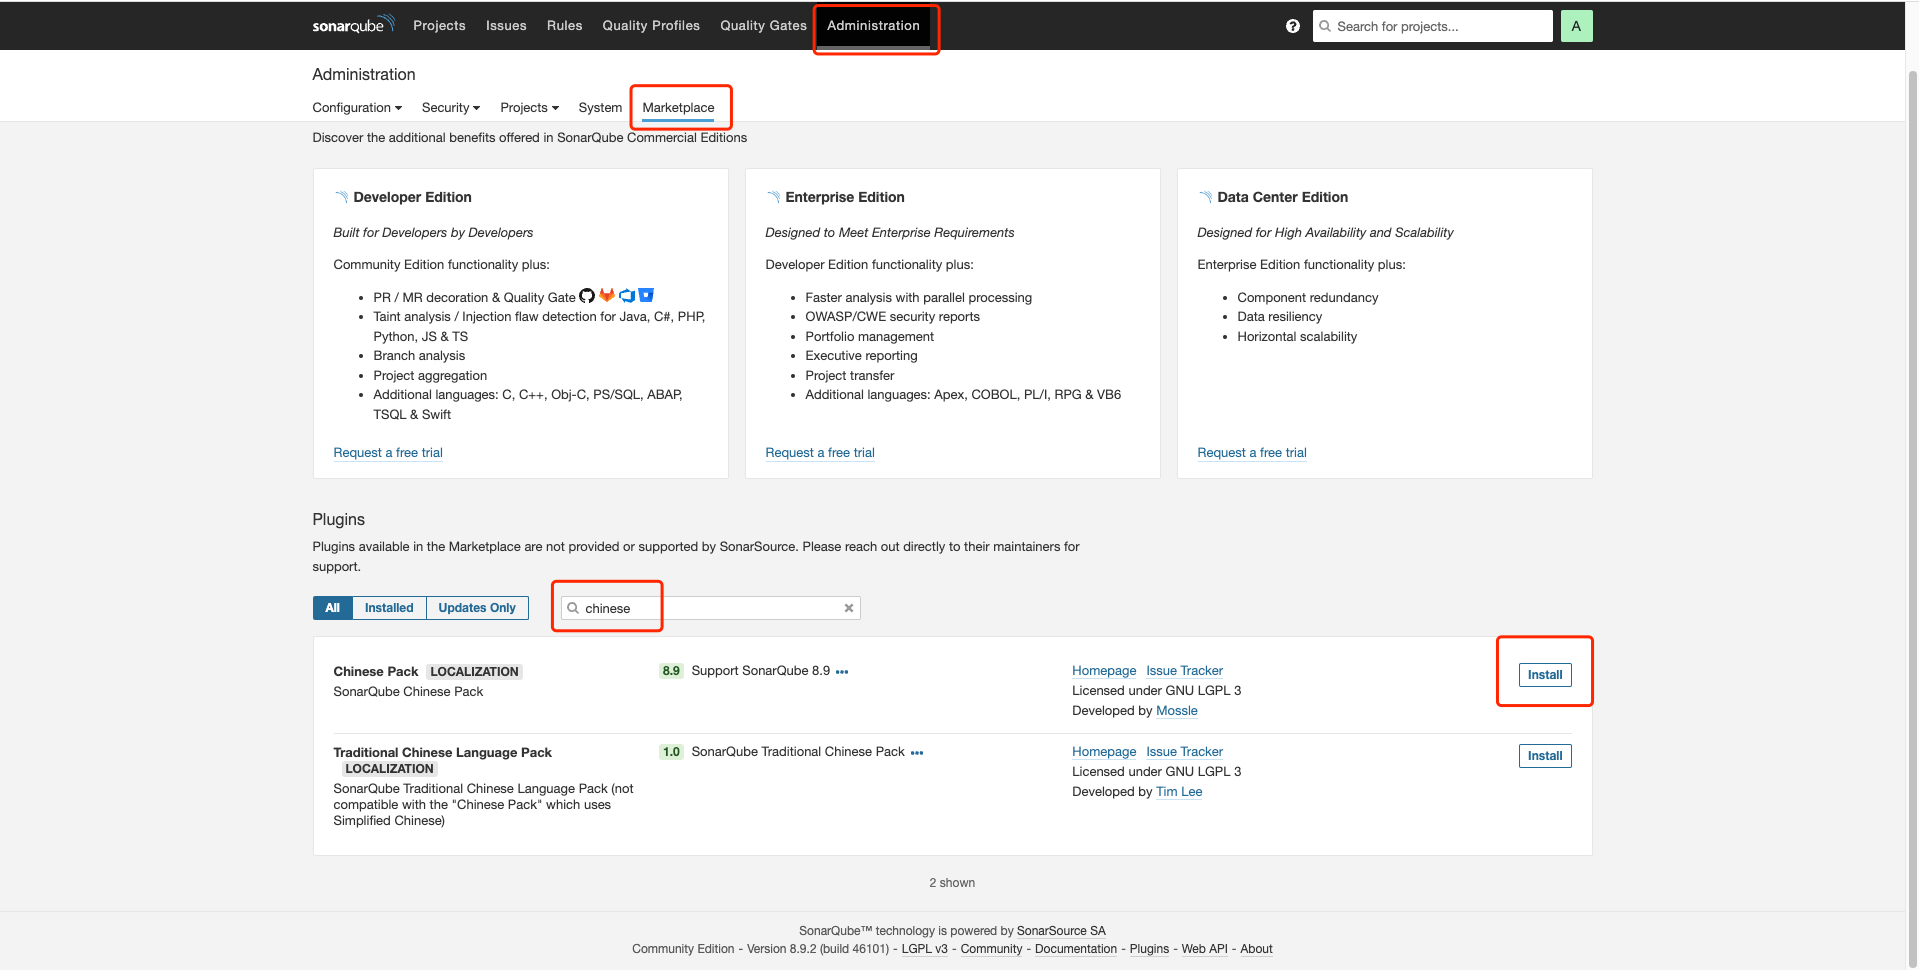 sonarqube Projects Issues Rules Quality Profiles Quality Gates Administration Search for projects... A
Administration
Configuration Security Projects System Marketplace
Discover the additional benefits offered in SonarQube Commercial Editions
Developer Edition
Built for Developers by Developers
Community Edition functionality plus:
• PR / MR decoration & Quality Gate
• Taint analysis / Injection flaw detection for Java, C#, PHP,
Python, JS & TS
• Branch analysis
• Project aggregation
• Additional languages: C, C++, Obj-C, PS/SQL, ABAP,
TSQL & Swift
Request a free trial
Enterprise Edition
Designed to Meet Enterprise Requirements
Developer Edition functionality plus:
• Faster analysis with parallel processing
• OWASP/CWE security reports
• Portfolio management
• Executive reporting
• Project transfer
• Additional languages: Apex, COBOL, PL/I, RPG & VB6
Request a free trial
Data Center Edition
Designed for High Availability and Scalability
Enterprise Edition functionality plus:
• Component redundancy
• Data resiliency
• Horizontal scalability
Request a free trial
Plugins
Plugins available in the Marketplace are not provided or supported by SonarSource. Please reach out directly to their maintainers for
support.
All Installed Updates Only chinese
Chinese Pack LOCALIZATION
SonarQube Chinese Pack
8.9 Support SonarQube 8.9 •••
Homepage Issue Tracker
Licensed under GNU LGPL 3
Developed by Mossle
Install
Traditional Chinese Language Pack
LOCALIZATION
SonarQube Traditional Chinese Language Pack (not
compatible with the "Chinese Pack" which uses
Simplified Chinese)
1.0 SonarQube Traditional Chinese Pack •••
Homepage Issue Tracker
Licensed under GNU LGPL 3
Developed by Tim Lee
Install
2 shown
SonarQube™ technology is powered by SonarSource SA
Community Edition - Version 8.9.2 (build 46101) - LGPL v3 - Community - Documentation - Plugins - Web API - About